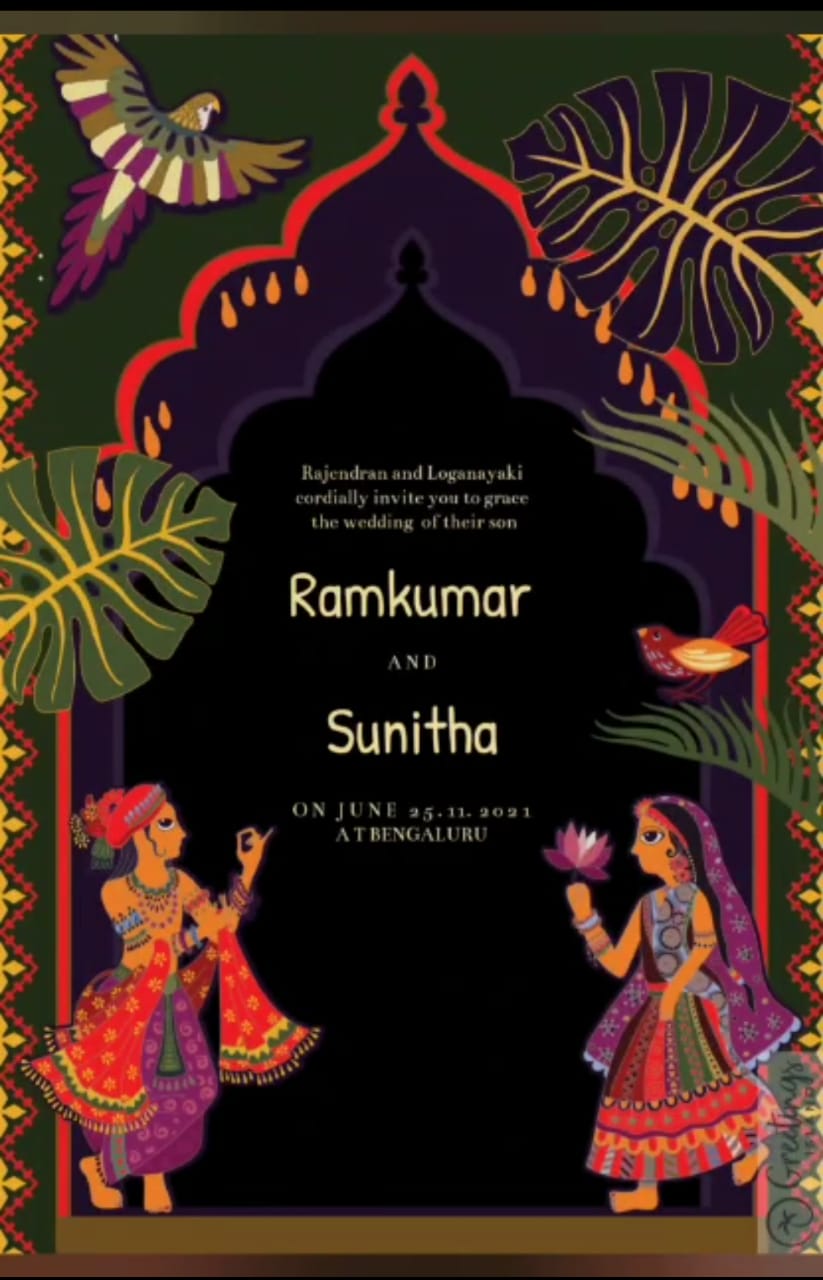 Rajendran and Loganayaki
cordially invite you to grace
the wedding of their son
Ramkumar
AND
Sunitha
ON JUNE 25.11.2021
AT BENGALURU
Greetings